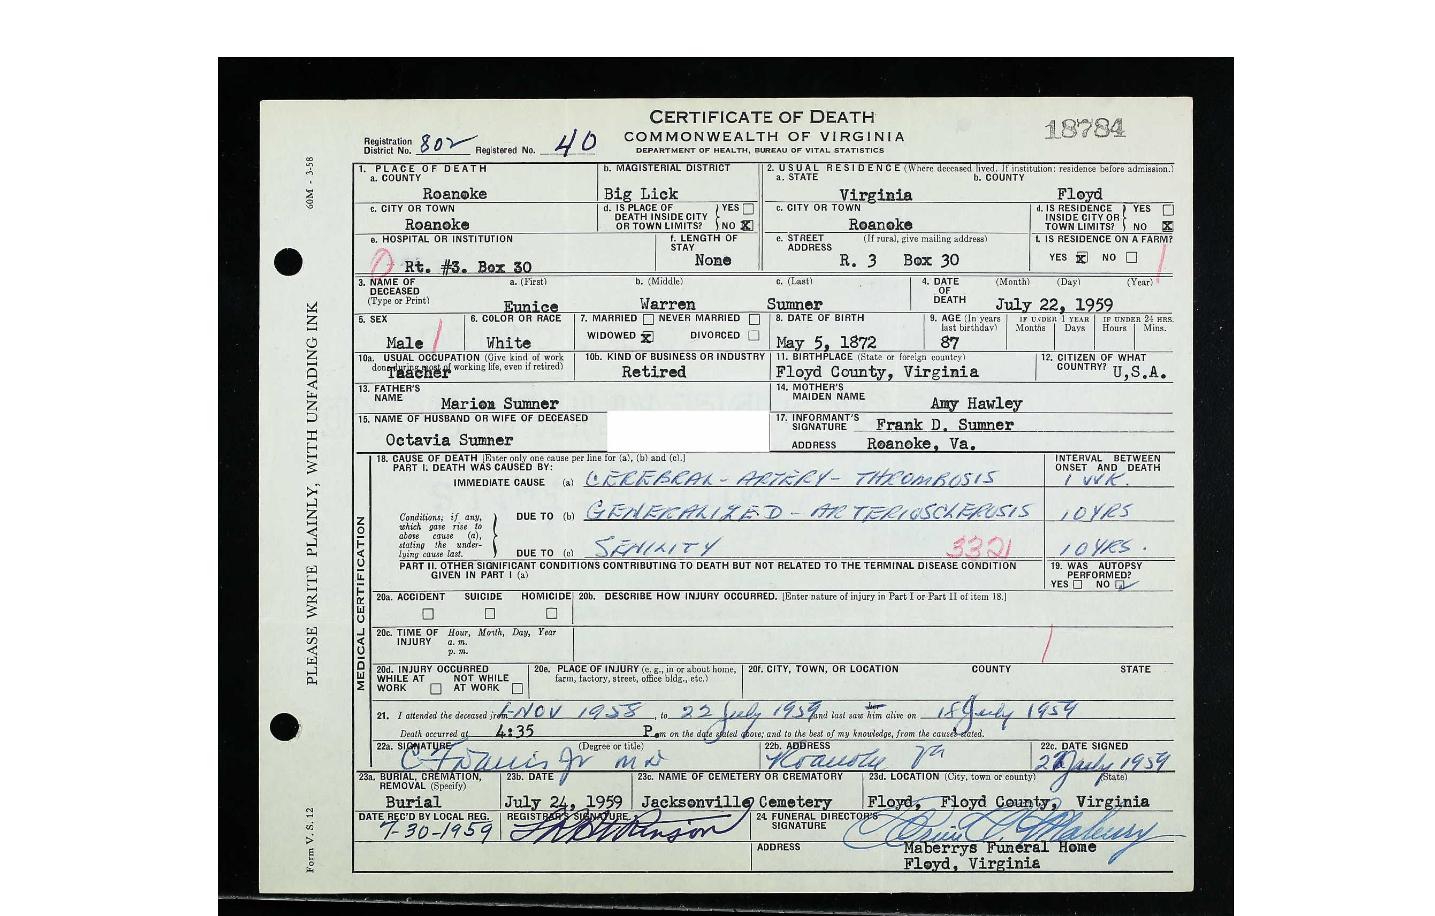 CERTIFICATE OF DEATH
COMMONWEALTH OF VIRGINIA
DEPARTMENT OF HEALTH, BUREAU OF VITAL STATISTICS
18784
Registration District No. 802 Registered No. 40
60M - 3-58
PLEASE WRITE PLAINLY, WITH UNFADING INK
Form V. S. 12
1. PLACE OF DEATH
a. COUNTY
Roanoke
b. MAGISTERIAL DISTRICT
Big Lick
2. USUAL RESIDENCE (Where deceased lived. If institution: residence before admission.)
a. STATE
Virginia
b. COUNTY
Floyd
c. CITY OR TOWN
Roanoke
d. IS PLACE OF DEATH INSIDE CITY OR TOWN LIMITS? YES NO X
c. CITY OR TOWN
Roanoke
d. IS RESIDENCE INSIDE CITY OR TOWN LIMITS? YES NO X
e. HOSPITAL OR INSTITUTION
Rt. #3. Box 30
f. LENGTH OF STAY
None
e. STREET ADDRESS (If rural, give mailing address)
R. 3 Box 30
f. IS RESIDENCE ON A FARM?
YES X NO
3. NAME OF DECEASED (Type or Print)
a. (First) b. (Middle) c. (Last)
Eunice Warren Sumner
4. DATE OF DEATH (Month) (Day) (Year)
July 22, 1959
5. SEX
Male
6. COLOR OR RACE
White
7. MARRIED NEVER MARRIED
WIDOWED X DIVORCED
8. DATE OF BIRTH
May 5, 1872
9. AGE (In years last birthday)
87
IF UNDER 1 YEAR Months Days
IF UNDER 24 HRS. Hours Mins.
10a. USUAL OCCUPATION (Give kind of work done during most of working life, even if retired)
Teacher
10b. KIND OF BUSINESS OR INDUSTRY
Retired
11. BIRTHPLACE (State or foreign country)
Floyd County, Virginia
12. CITIZEN OF WHAT COUNTRY? U,S.A.
13. FATHER'S NAME
Marion Sumner
14. MOTHER'S MAIDEN NAME
Amy Hawley
15. NAME OF HUSBAND OR WIFE OF DECEASED
Octavia Sumner
17. INFORMANT'S SIGNATURE Frank D. Sumner
ADDRESS Roanoke, Va.
MEDICAL CERTIFICATION
18. CAUSE OF DEATH [Enter only one cause per line for (a), (b) and (c).]
PART I. DEATH WAS CAUSED BY:
INTERVAL BETWEEN ONSET AND DEATH
IMMEDIATE CAUSE (a) CEREBRAL - ARTERY - THROMBOSIS 1 WK.
Conditions, if any, which gave rise to above cause (a), stating the underlying cause last.
DUE TO (b) GENERALIZED - ARTERIOSCLEROSIS 10 YRS
DUE TO (c) SENILITY 3321 10 YRS.
PART II. OTHER SIGNIFICANT CONDITIONS CONTRIBUTING TO DEATH BUT NOT RELATED TO THE TERMINAL DISEASE CONDITION GIVEN IN PART I (a)
19. WAS AUTOPSY PERFORMED?
YES NO
20a. ACCIDENT SUICIDE HOMICIDE
20b. DESCRIBE HOW INJURY OCCURRED. [Enter nature of injury in Part I or Part II of item 18.]
20c. TIME OF INJURY Hour, Month, Day, Year
a. m.
p. m.
20d. INJURY OCCURRED
WHILE AT WORK NOT WHILE AT WORK
20e. PLACE OF INJURY (e. g., in or about home, farm, factory, street, office bldg., etc.)
20f. CITY, TOWN, OR LOCATION COUNTY STATE
21. I attended the deceased from 1-NOV 1958, to 22 July 1959 and last saw him her alive on 18 July 1959
Death occurred at 4:35 P.m on the date stated above; and to the best of my knowledge, from the causes stated.
22a. SIGNATURE (Degree or title)
Jr MD
22b. ADDRESS
Roanoke Va
22c. DATE SIGNED
July 1959
23a. BURIAL, CREMATION, REMOVAL (Specify)
Burial
23b. DATE
July 24, 1959
23c. NAME OF CEMETERY OR CREMATORY
Jacksonville Cemetery
23d. LOCATION (City, town or county) (State)
Floyd, Floyd County, Virginia
DATE REC'D BY LOCAL REG.
7-30-1959
REGISTRAR'S SIGNATURE
24. FUNERAL DIRECTOR'S SIGNATURE
ADDRESS
Maberrys Funeral Home
Floyd, Virginia